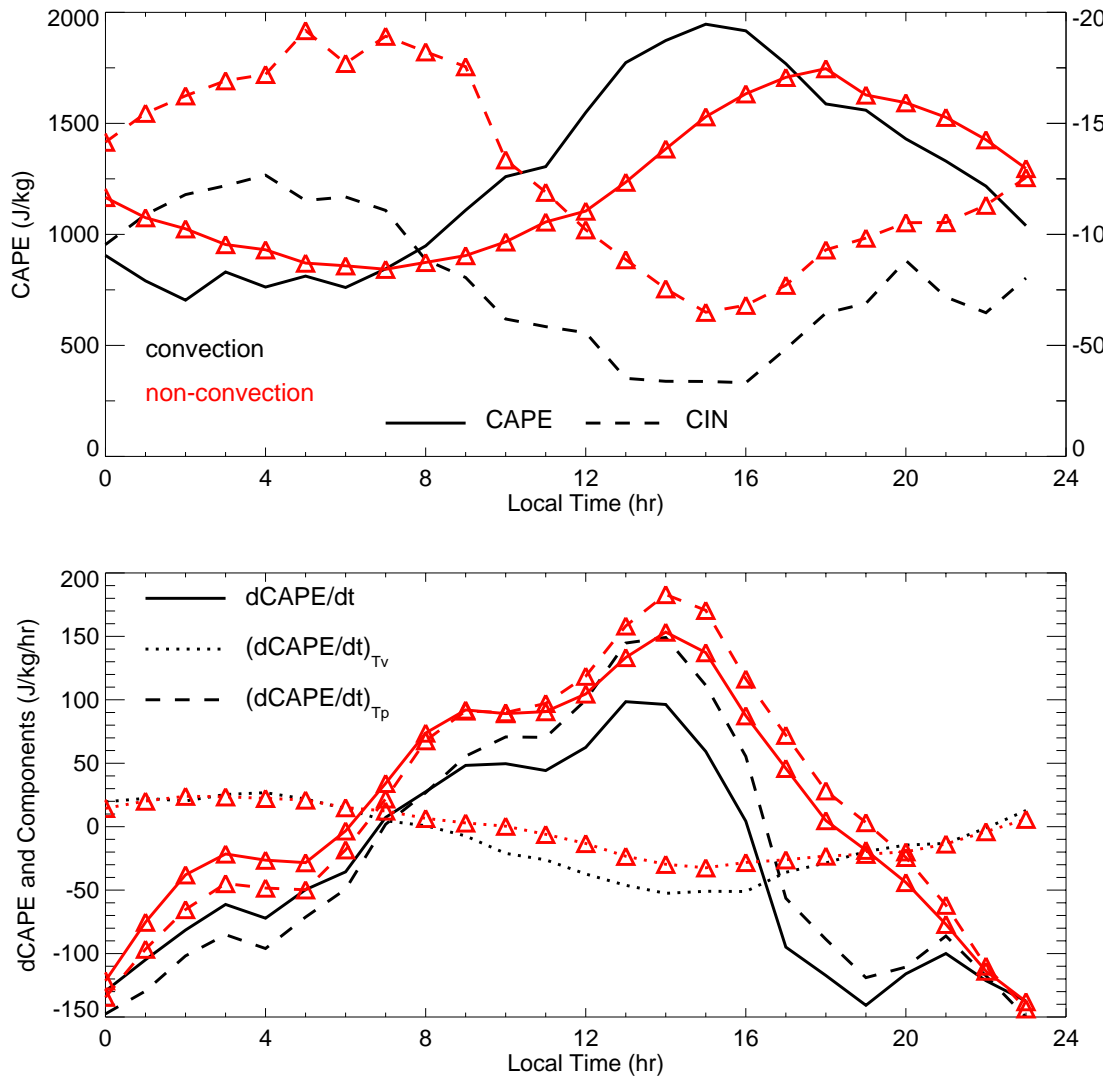 2000
1500
1000
500
0
CAPE (J/kg)
-20
-15
-10
-50
0
convection
non-convection
CAPE
CIN
0 4 8 12 16 20 24
Local Time (hr)
200
150
100
50
0
-50
-100
-150
dCAPE and Components (J/kg/hr)
dCAPE/dt
(dCAPE/dt)Tv
(dCAPE/dt)Tp
0 4 8 12 16 20 24
Local Time (hr)